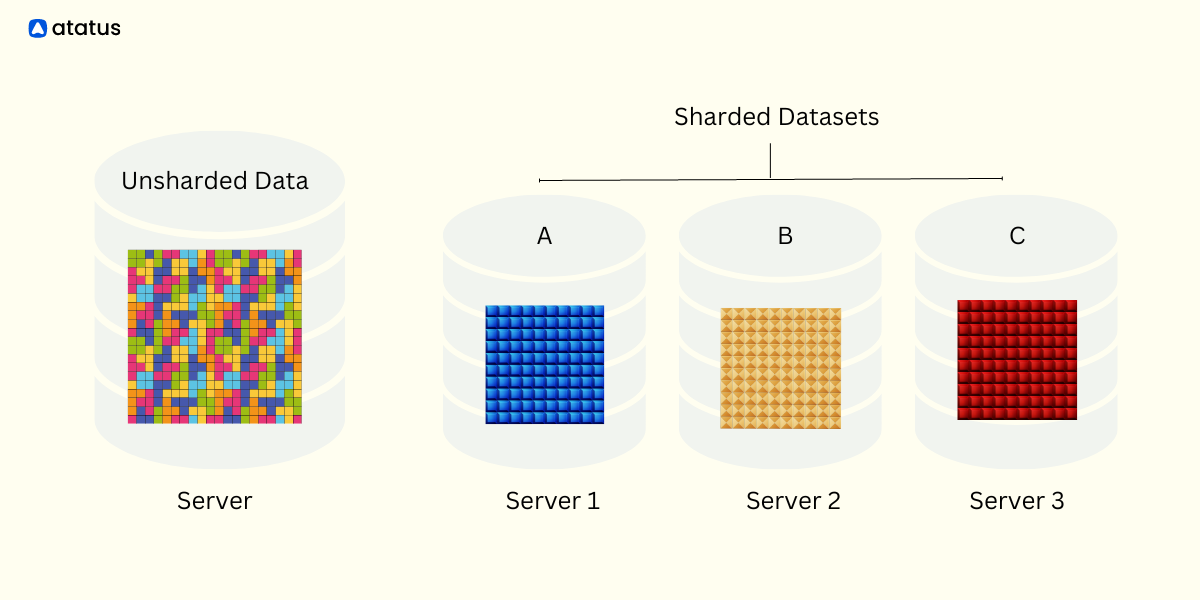 atatus
Sharded Datasets
Unsharded Data
A
B
C
Server
Server 1
Server 2
Server 3